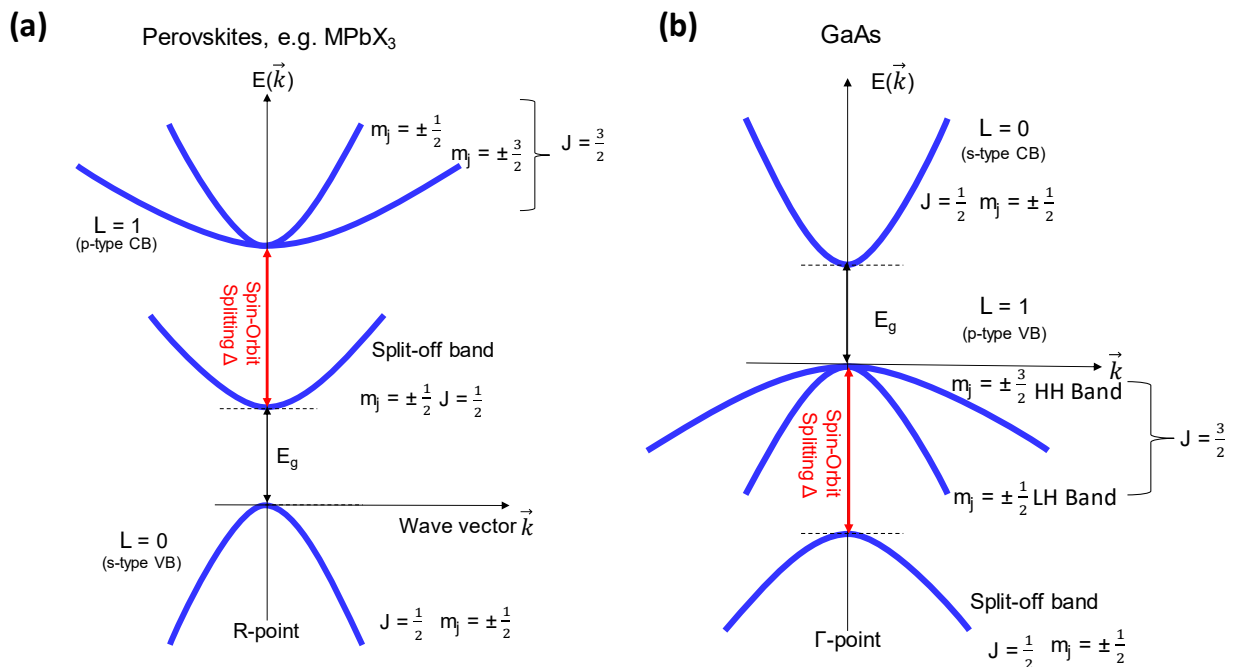 (a)
Perovskites, e.g. MPbX₃
E(k⃗)
mⱼ = ± 1/2
mⱼ = ± 3/2
J = 3/2
L = 1
(p-type CB)
Spin-Orbit
Splitting Δ
Split-off band
mⱼ = ± 1/2 J = 1/2
E_g
Wave vector k⃗
L = 0
(s-type VB)
J = 1/2 mⱼ = ± 1/2
R-point
(b)
GaAs
E(k⃗)
L = 0
(s-type CB)
J = 1/2 mⱼ = ± 1/2
E_g
L = 1
(p-type VB)
k⃗
mⱼ = ± 3/2 HH Band
J = 3/2
Spin-Orbit
Splitting Δ
mⱼ = ± 1/2 LH Band
Split-off band
J = 1/2 mⱼ = ± 1/2
Γ-point